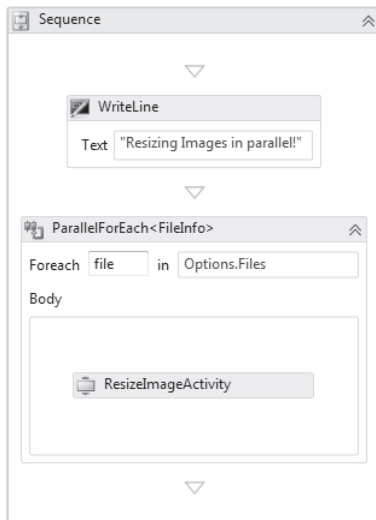 Sequence
WriteLine
Text "Resizing Images in parallel!"
ParallelForEach<FileInfo>
Foreach file in Options.Files
Body
ResizeImageActivity